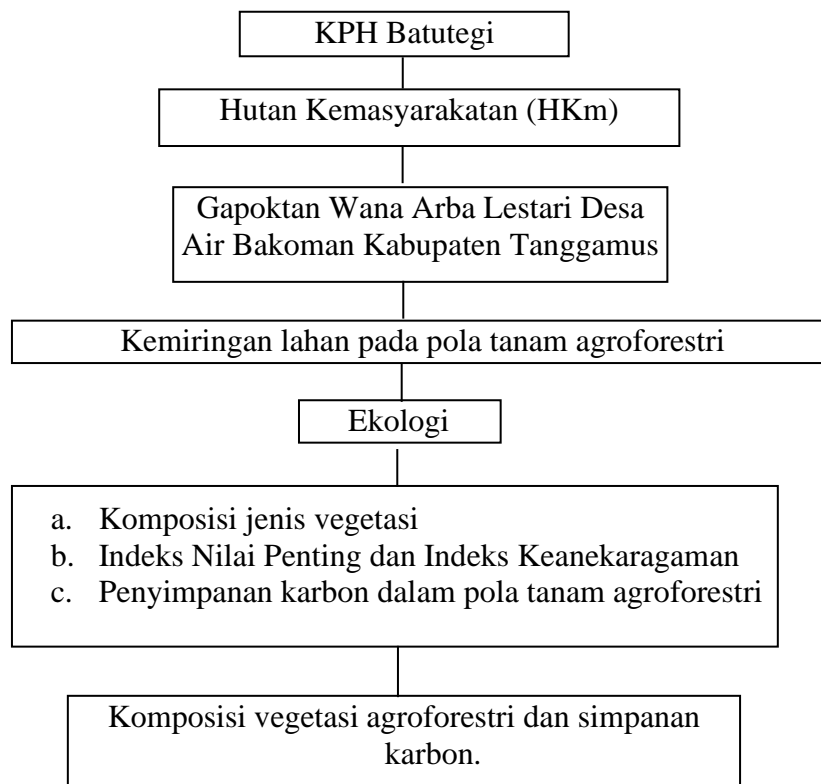 KPH Batutegi
Hutan Kemasyarakatan (HKm)
Gapoktan Wana Arba Lestari Desa
Air Bakoman Kabupaten Tanggamus
Kemiringan lahan pada pola tanam agroforestri
Ekologi
a. Komposisi jenis vegetasi
b. Indeks Nilai Penting dan Indeks Keanekaragaman
c. Penyimpanan karbon dalam pola tanam agroforestri
Komposisi vegetasi agroforestri dan simpanan
karbon.